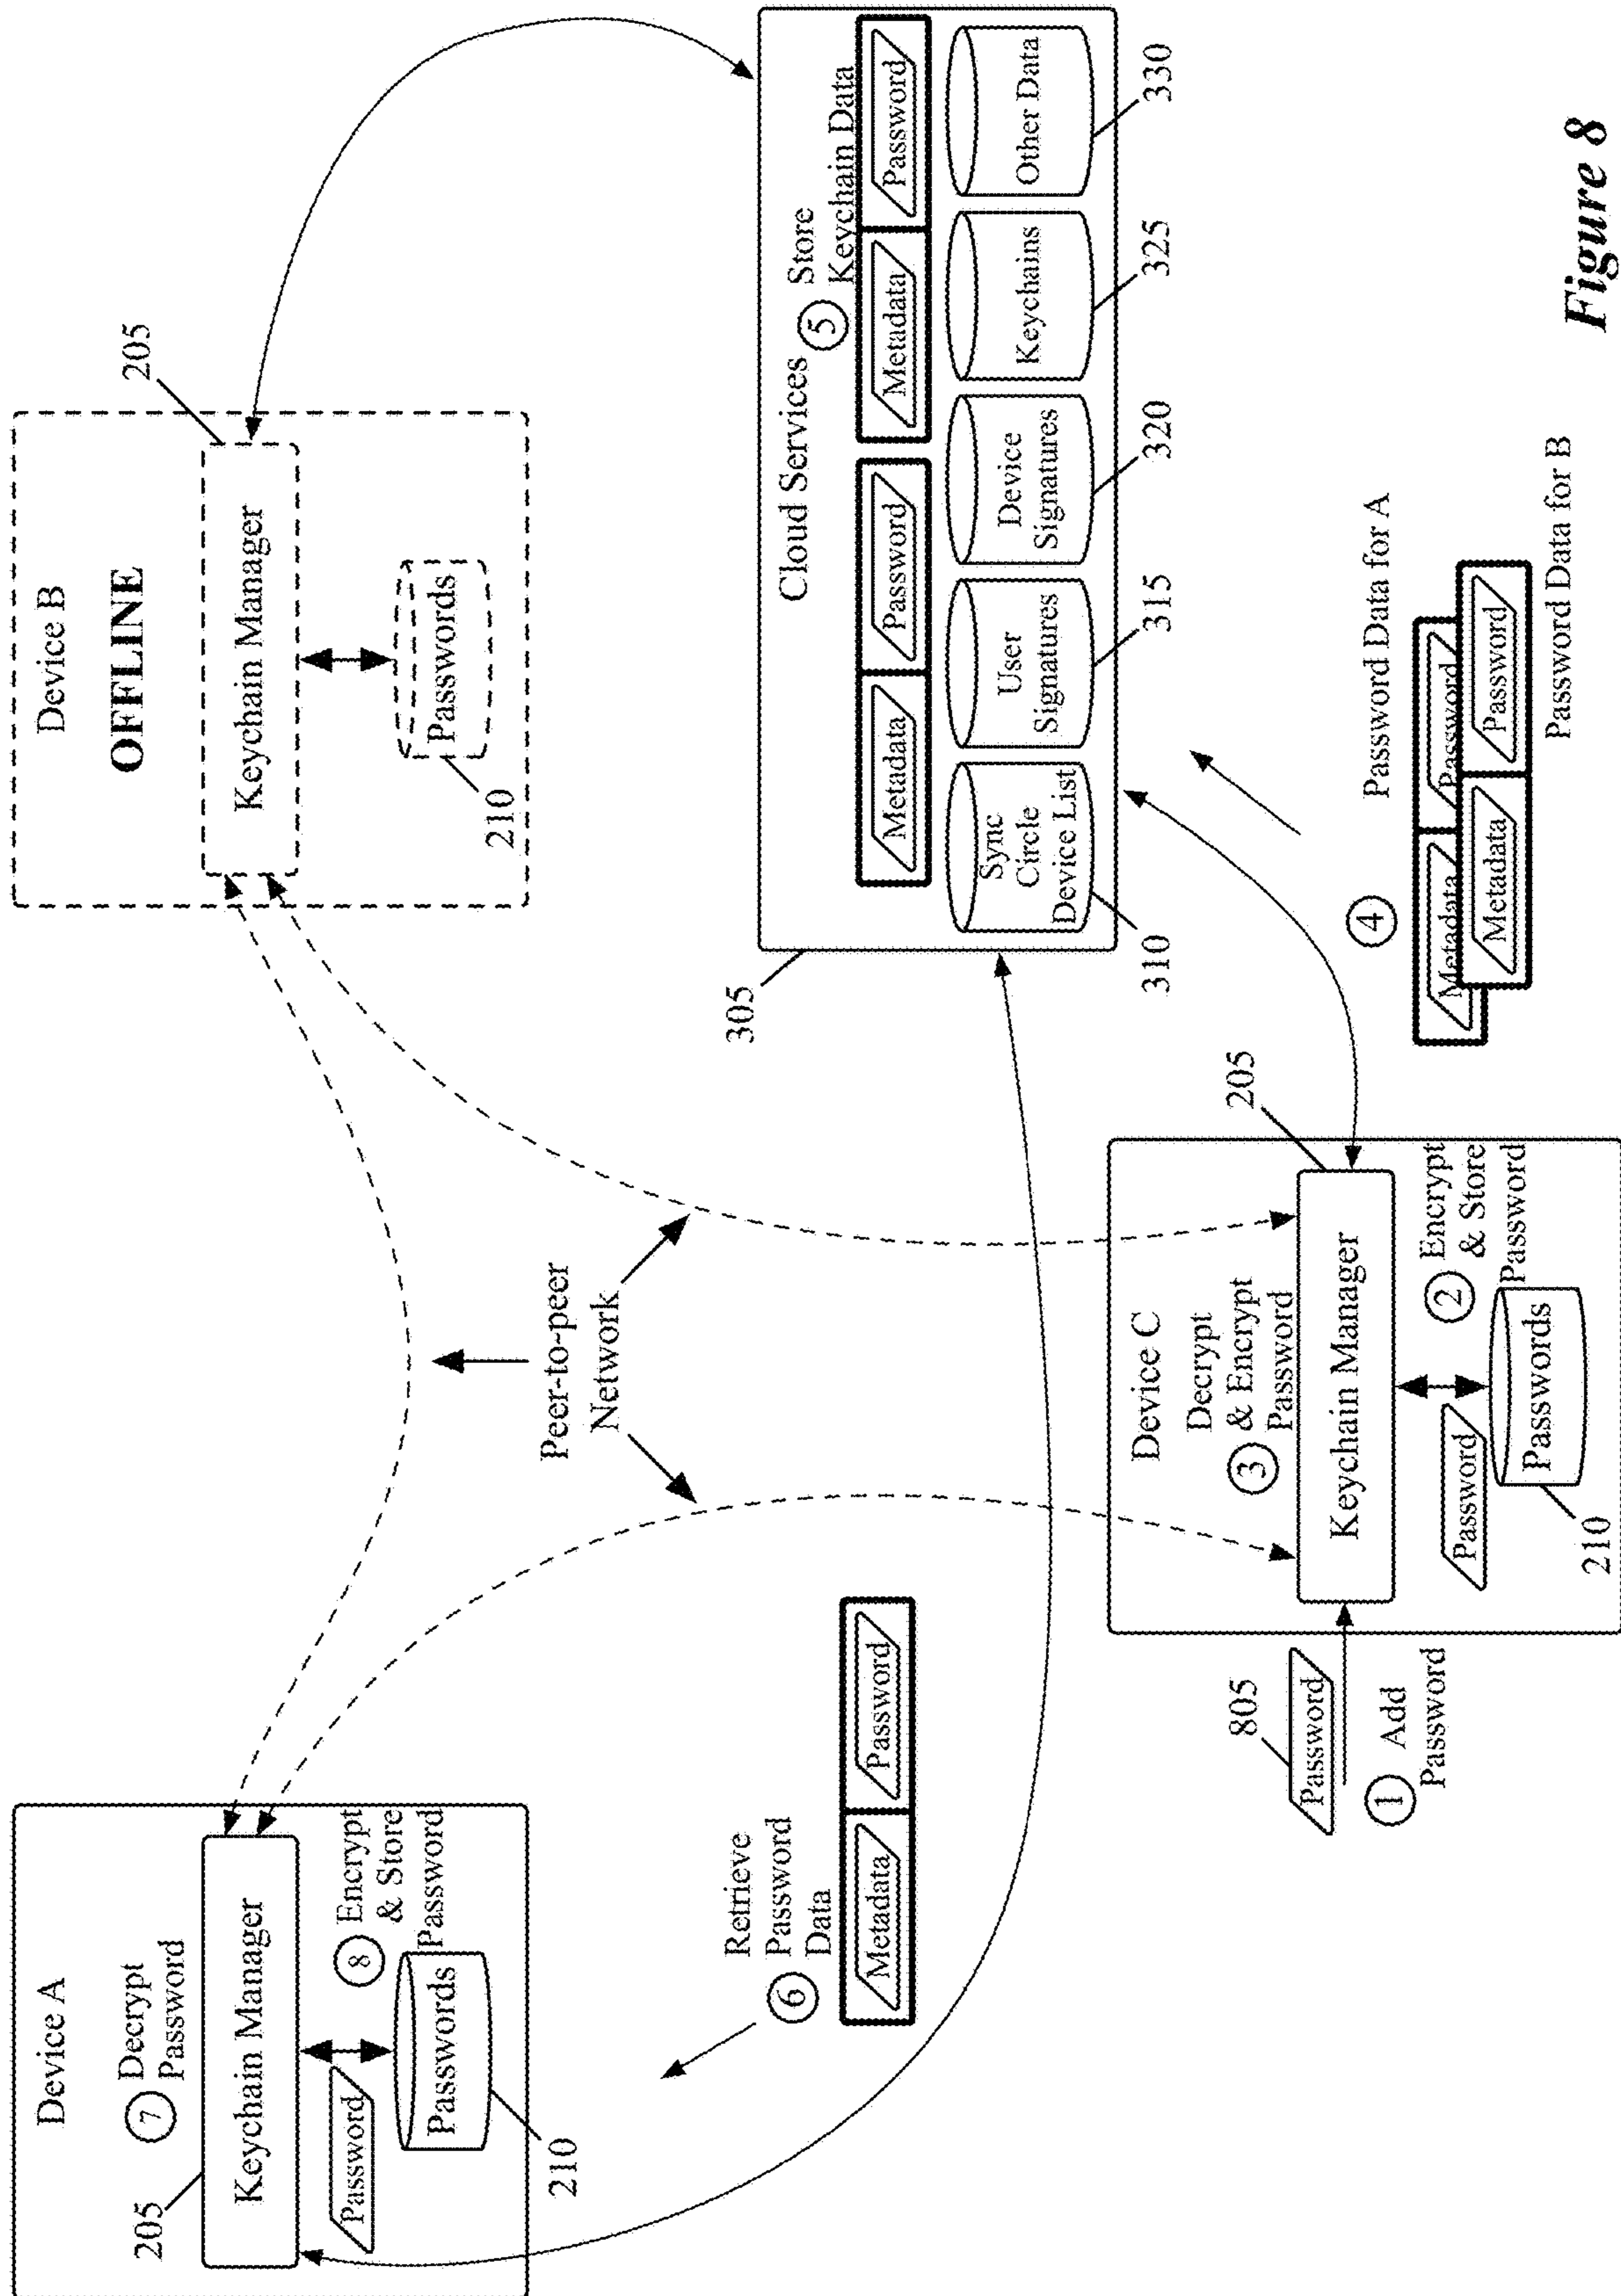 Device A
7
Decrypt
Password
205
Keychain Manager
Password
8
Encrypt
& Store
Password
Passwords
210
Device B
OFFLINE
205
Keychain Manager
Passwords
210
Peer-to-peer
Network
Retrieve
6
Password
Data
Metadata
Password
305
Cloud Services
5
Store
Keychain Data
Metadata
Password
Metadata
Password
Sync
Circle
Device List
User
Signatures
Device
Signatures
Keychains
Other Data
310
315
320
325
330
805
Password
1
Add
Password
Device C
Decrypt
3
& Encrypt
Password
205
Keychain Manager
2
Encrypt
& Store
Password
Password
Passwords
210
4
Password Data for A
Metadata
Password
Metadata
Password
Password Data for B
Figure 8